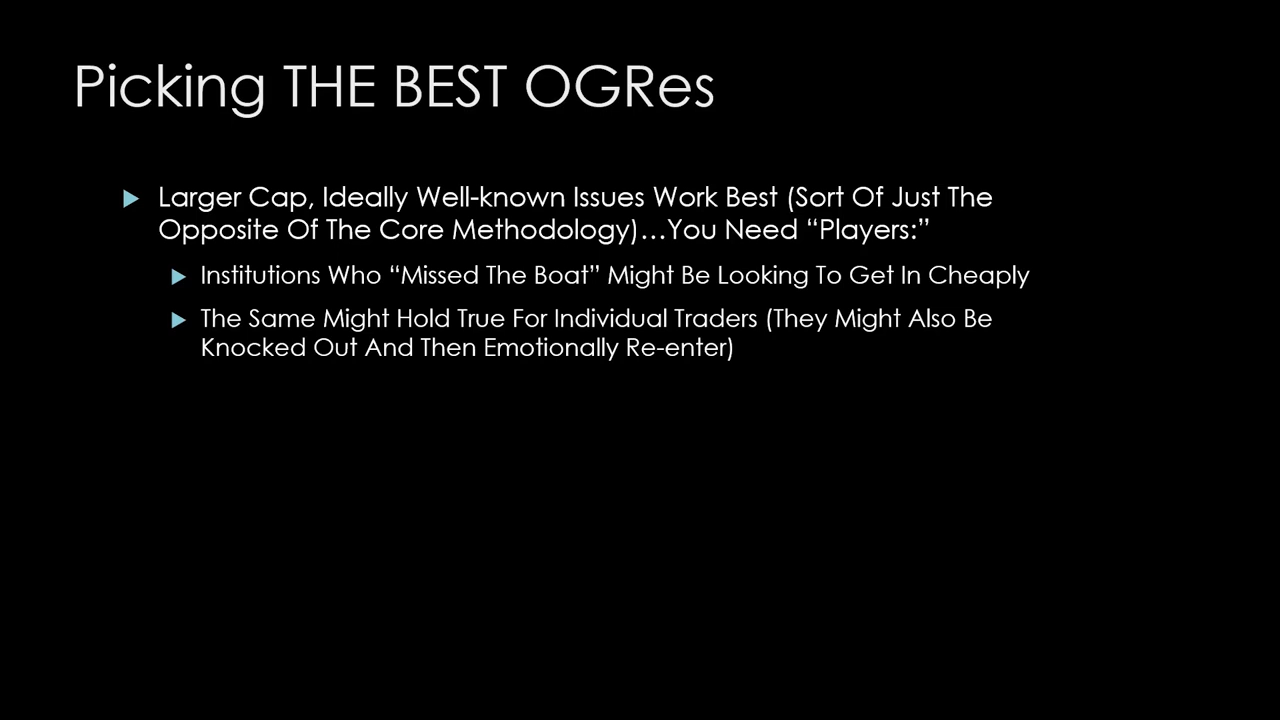 Picking THE BEST OGRes
Larger Cap, Ideally Well-known Issues Work Best (Sort Of Just The
Opposite Of The Core Methodology)…You Need “Players:”
Institutions Who “Missed The Boat” Might Be Looking To Get In Cheaply
The Same Might Hold True For Individual Traders (They Might Also Be
Knocked Out And Then Emotionally Re-enter)